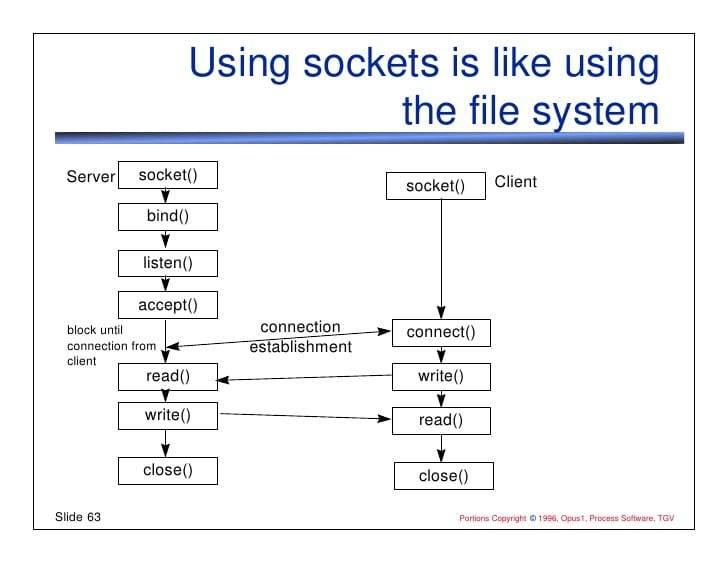 Using sockets is like using
the file system
Server
socket()
bind()
listen()
accept()
block until
connection from
client
read()
write()
close()
connection
establishment
socket()
Client
connect()
write()
read()
close()
Slide 63
Portions Copyright © 1996, Opus1, Process Software, TGV